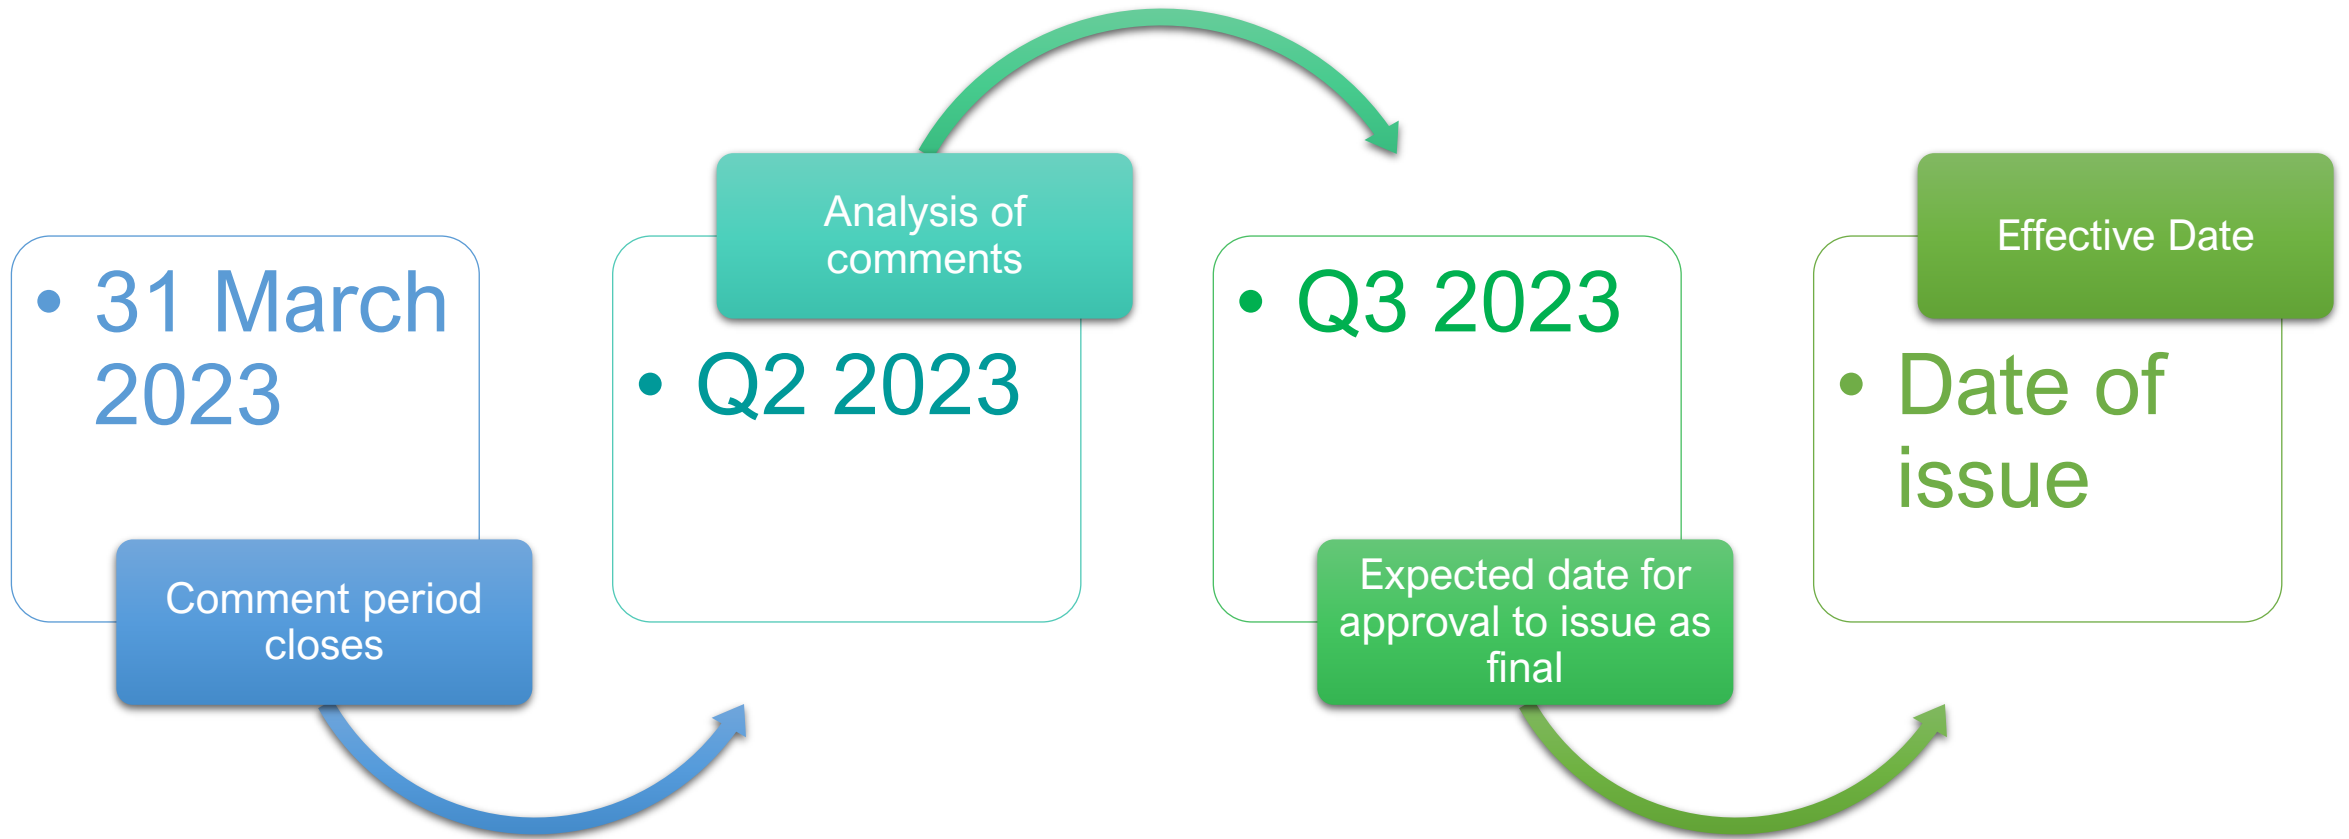 • 31 March
2023
Comment period
closes
Analysis of
comments
• Q2 2023
• Q3 2023
Expected date for
approval to issue as
final
Effective Date
• Date of
issue